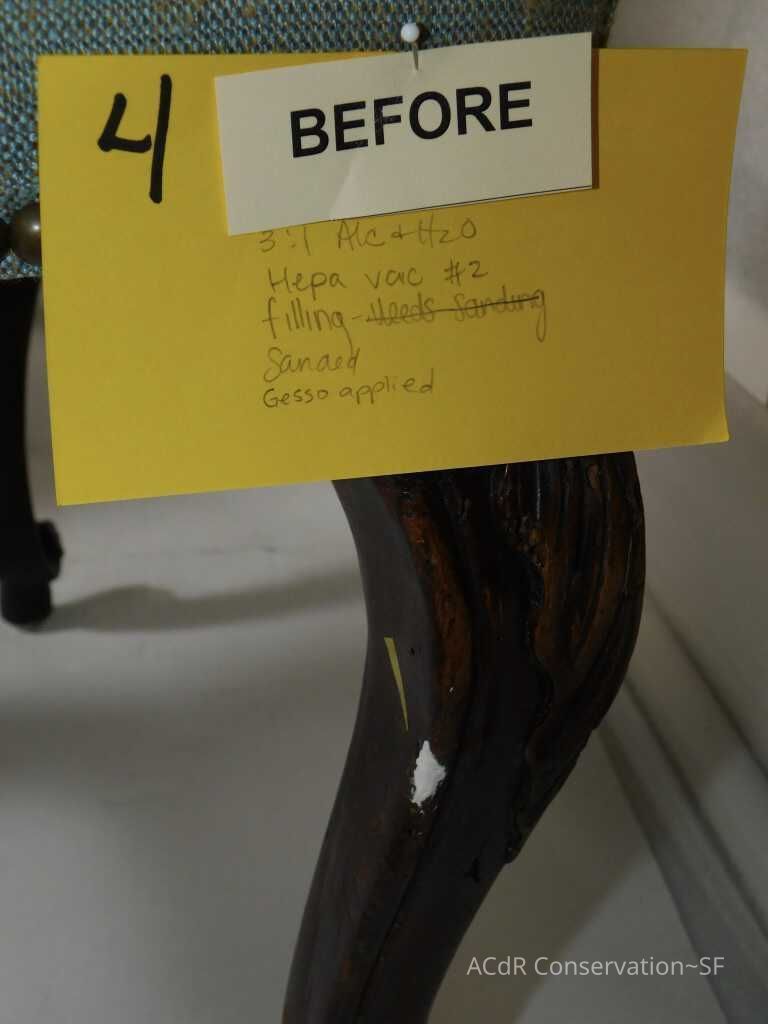 4
BEFORE
3:1 Alc + H2O
Hepa vac #2
filling - Needs Sanding
Sanded
Gesso applied
ACdR Conservation~SF